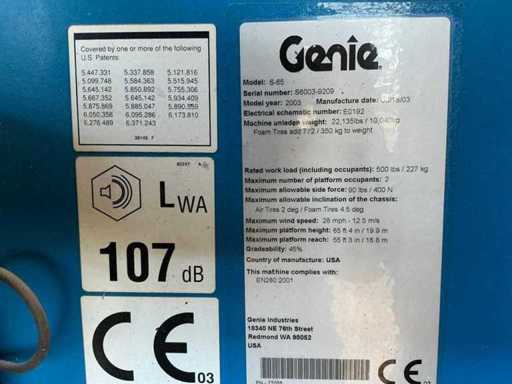 Covered by one or more of the following
U.S. Patents:
5.447.331 5.337.858 5.121.816
5.099.748 5.584.363 5.515.945
5.645.142 5.850.892 5.755.306
5.667.352 5.645.142 5.934.409
5.875.869 5.885.047 5.890.959
6.050.356 6.095.286 6.173.810
6.276.489 6.371.243
LWA
107 dB
CE 03
Genie
Model: S-65
Serial number: S6003-9209
Model year: 2003 Manufacture date: /03
Electrical schematic number: E0192
Machine unladen weight: 22,135lbs / 10,040kg
Foam Tires add 772 / 350 kg to weight
Rated work load (including occupants): 500 lbs / 227 kg
Maximum number of platform occupants: 2
Maximum allowable side force: 90 lbs / 400 N
Maximum allowable inclination of the chassis:
Air Tires 2 deg / Foam Tires 4.5 deg
Maximum wind speed: 28 mph - 12.5 m/s
Maximum platform height: 65 ft 4 in / 19.9 m
Maximum platform reach: 55 ft 3 in / 16.8 m
Gradeability: 45%
Country of manufacture: USA
This machine complies with:
EN280:2001
Genie Industries
18340 NE 76th Street
Redmond WA 98052
USA
CE 03